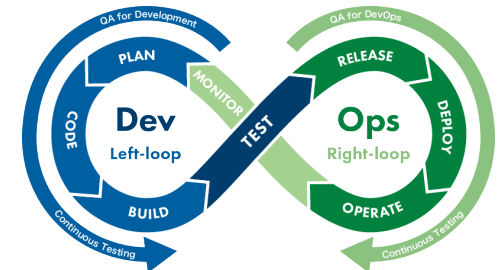 QA for Development
QA for DevOps
PLAN
RELEASE
MONITOR
CODE
Dev
Left-loop
TEST
Ops
Right-loop
DEPLOY
BUILD
OPERATE
Continuous Testing
Continuous Testing